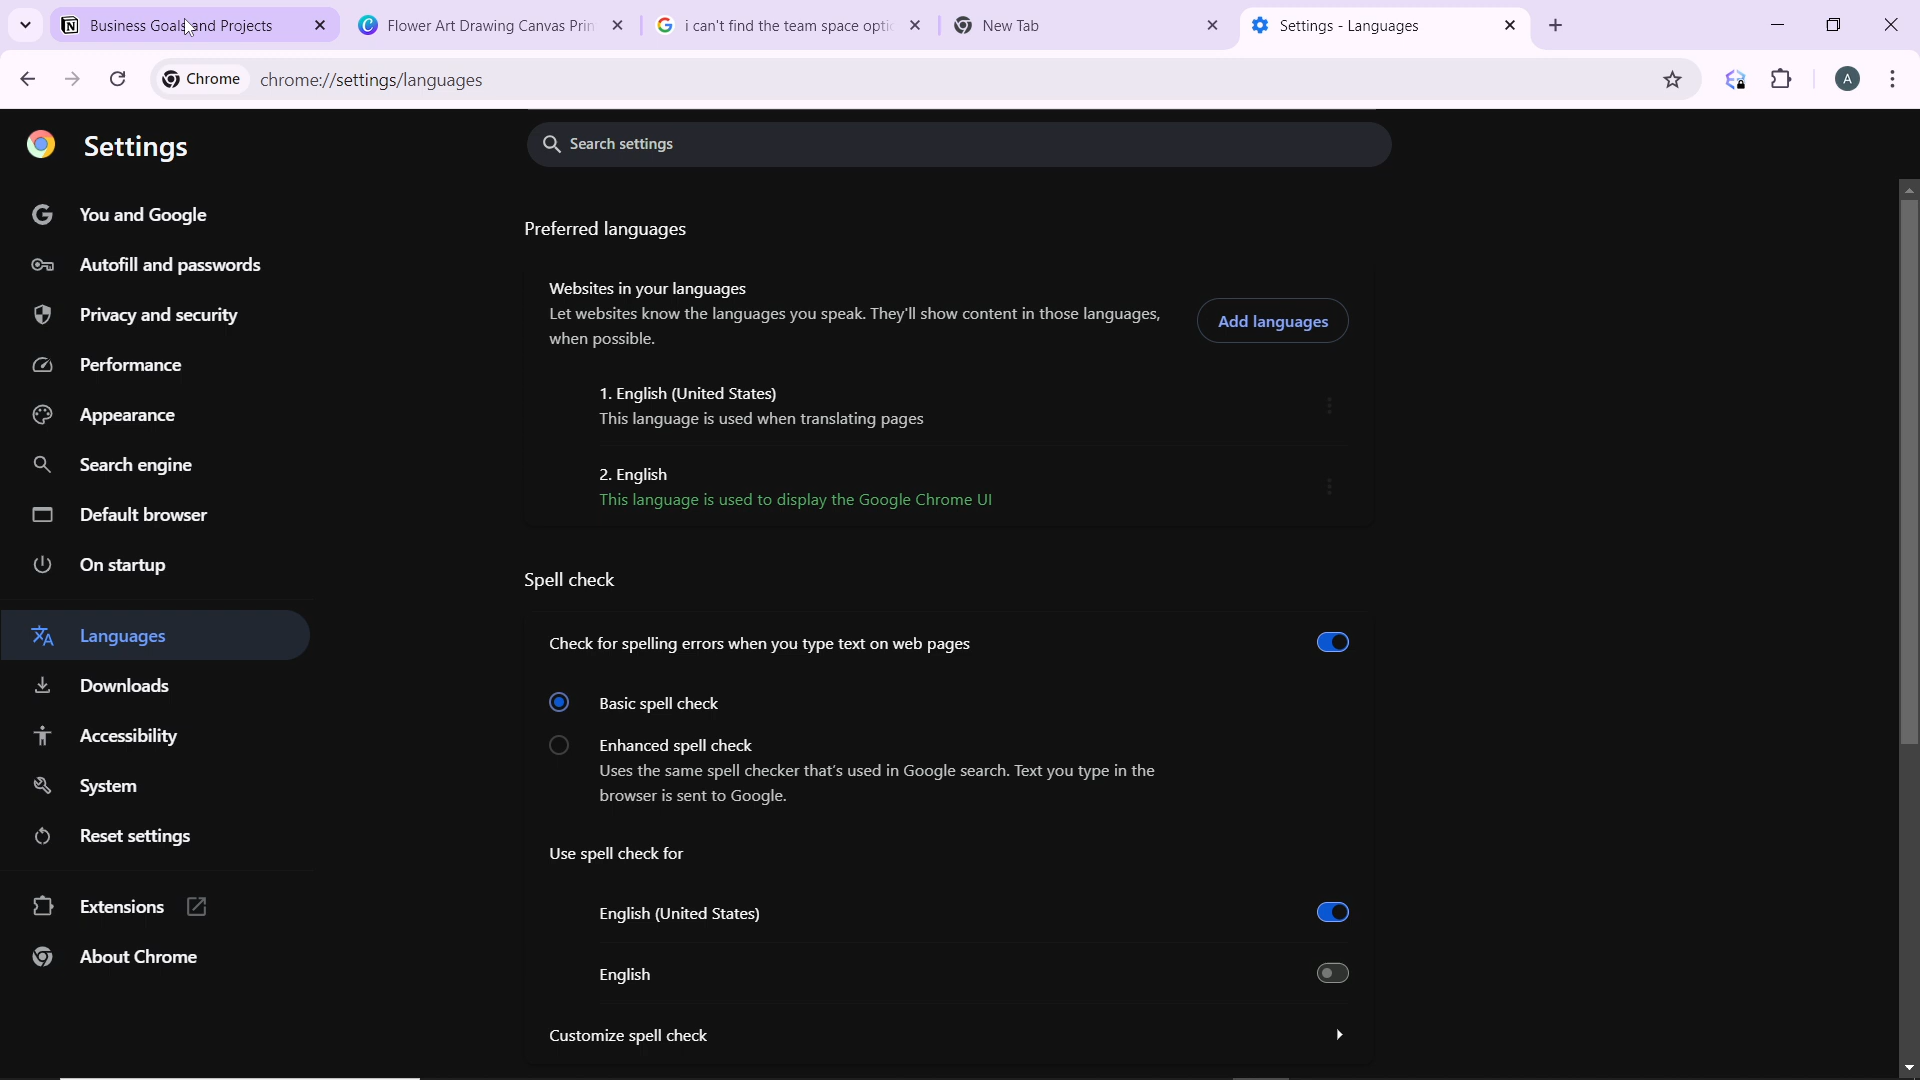 Business Goals and Projects
Flower Art Drawing Canvas Prin
i can't find the team space optio
New Tab
Settings - Languages
Chrome
chrome://settings/languages
A
Settings
Search settings
You and Google
Autofill and passwords
Privacy and security
Performance
Appearance
Search engine
Default browser
On startup
Languages
Downloads
Accessibility
System
Reset settings
Extensions
About Chrome
Preferred languages
Websites in your languages
Let websites know the languages you speak. They'll show content in those languages,
when possible.
Add languages
1. English (United States)
This language is used when translating pages
2. English
This language is used to display the Google Chrome UI
Spell check
Check for spelling errors when you type text on web pages
Basic spell check
Enhanced spell check
Uses the same spell checker that's used in Google search. Text you type in the
browser is sent to Google.
Use spell check for
English (United States)
English
Customize spell check